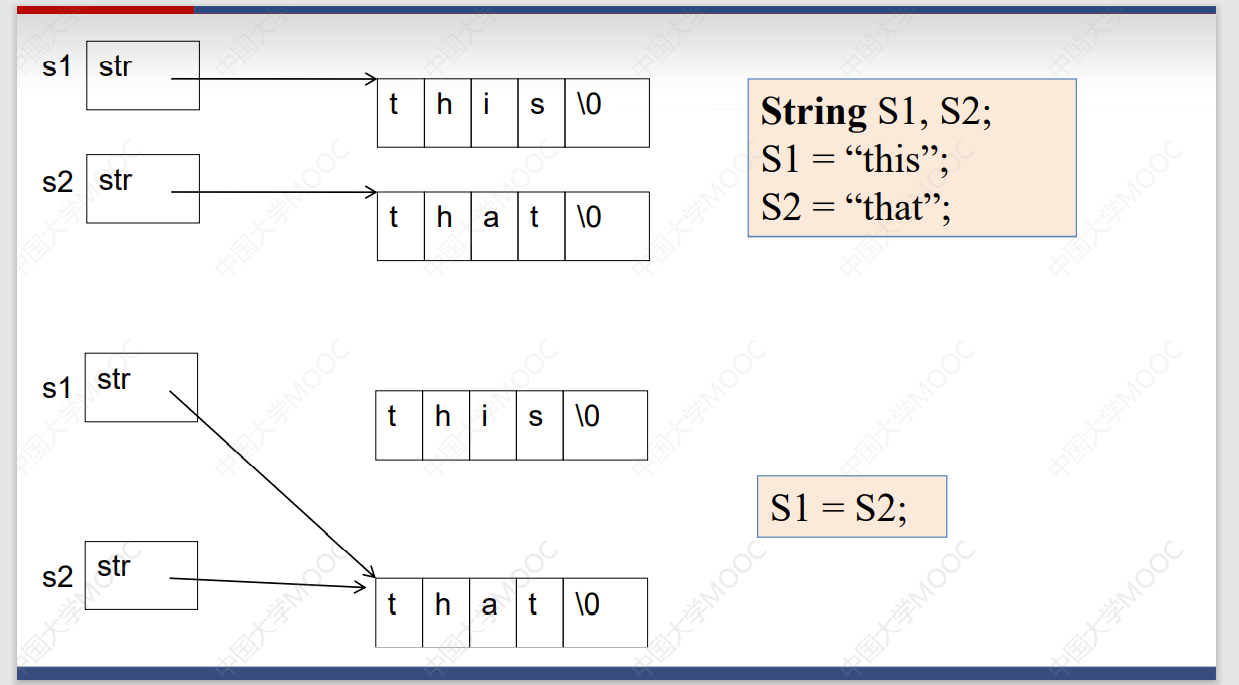 s1 str
t h i s \0
s2 str
t h a t \0
String S1, S2;
S1 = “this”;
S2 = “that”;
s1 str
t h i s \0
s2 str
t h a t \0
S1 = S2;
中国大学MOOC